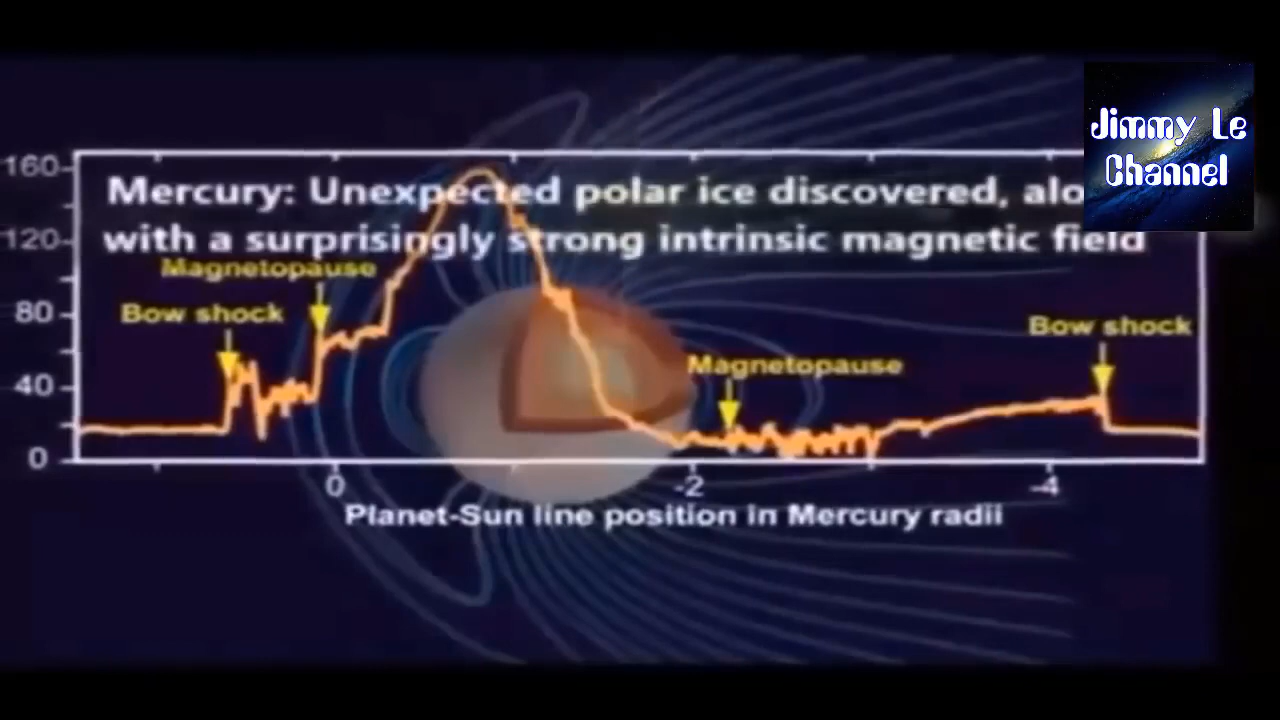 Jimmy Le
Channel
160
Mercury: Unexpected polar ice discovered,
with a surprisingly strong intrinsic magnetic field
120
Magnetopause
80
Bow shock
Bow shock
Magnetopause
40
0
0
-2
-4
Planet-Sun line position in Mercury radii